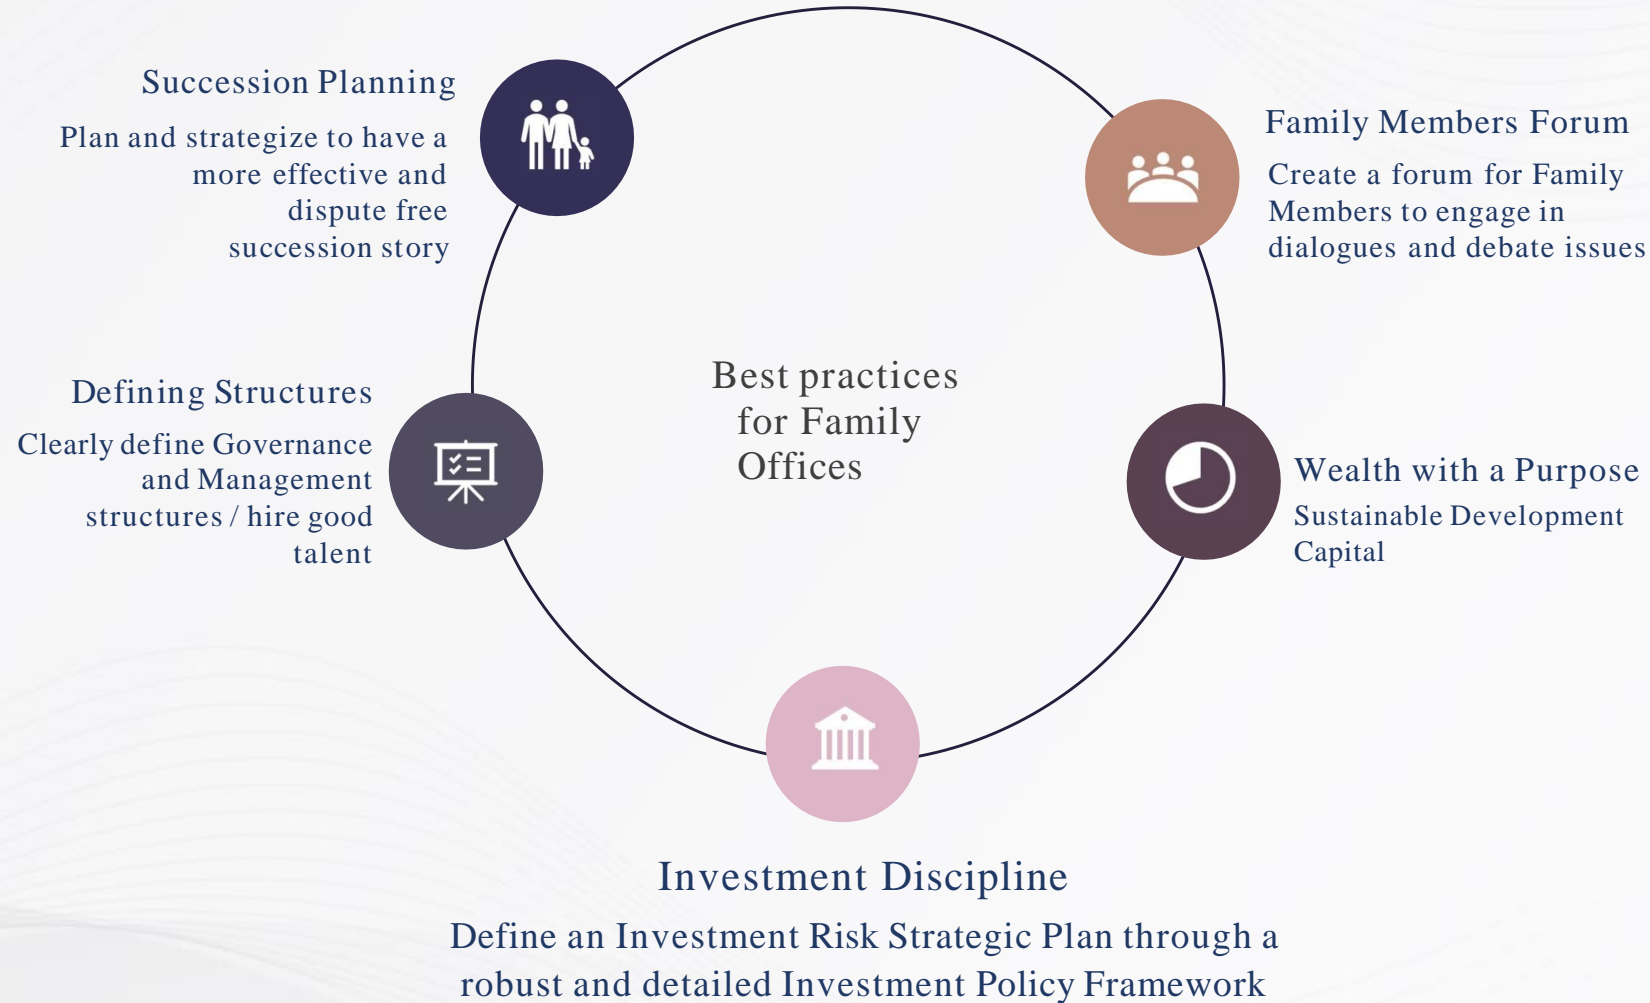 Succession Planning
Plan and strategize to have a
more effective and
dispute free
succession story
Family Members Forum
Create a forum for Family
Members to engage in
dialogues and debate issues
Best practices
for Family
Offices
Defining Structures
Clearly define Governance
and Management
structures / hire good
talent
Wealth with a Purpose
Sustainable Development
Capital
Investment Discipline
Define an Investment Risk Strategic Plan through a
robust and detailed Investment Policy Framework